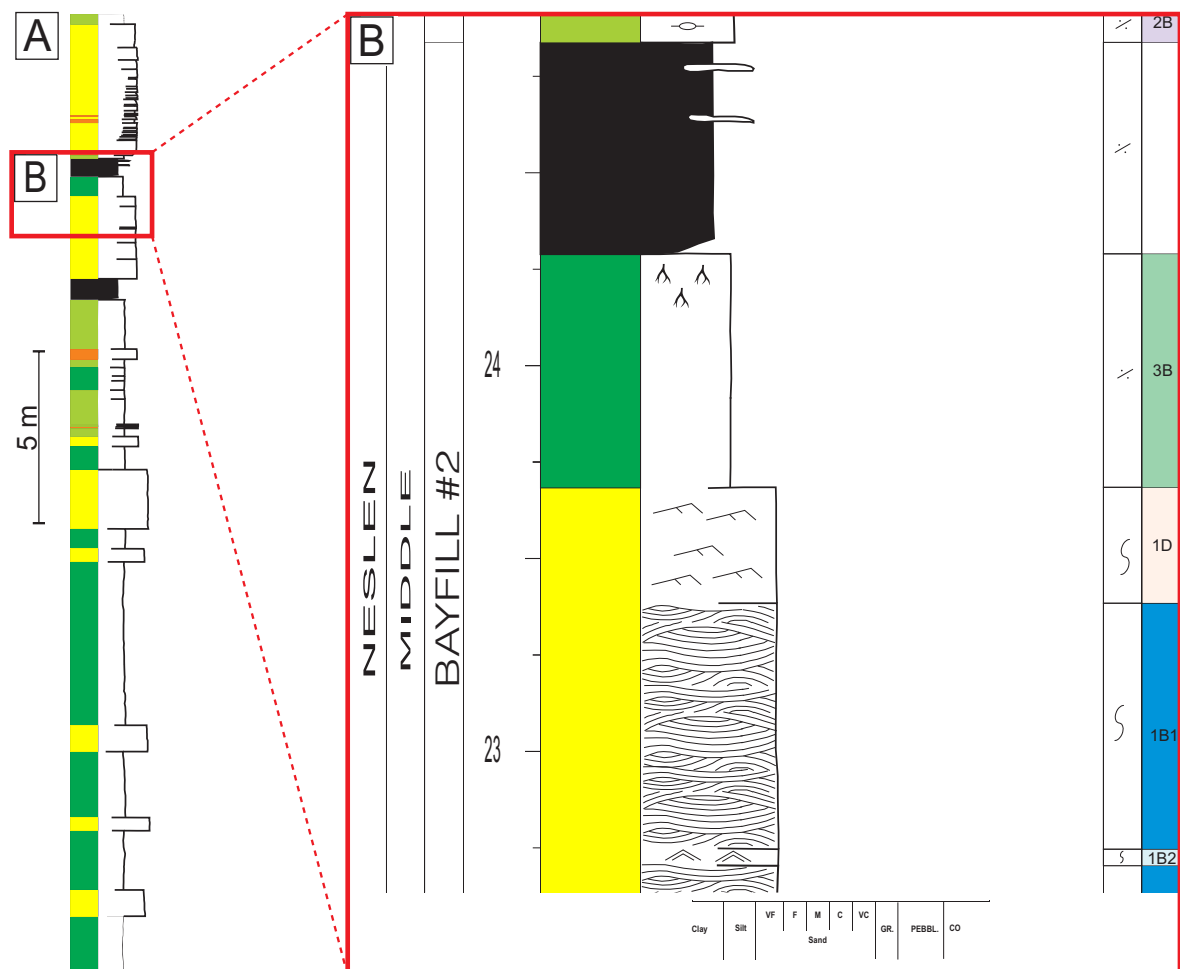 A
B
5 m
B
NESLEN
MIDDLE
BAYFILL #2
24
23
2B
3B
1D
1B1
1B2
Clay
Silt
VF
F
M
C
VC
Sand
GR.
PEBBL.
CO